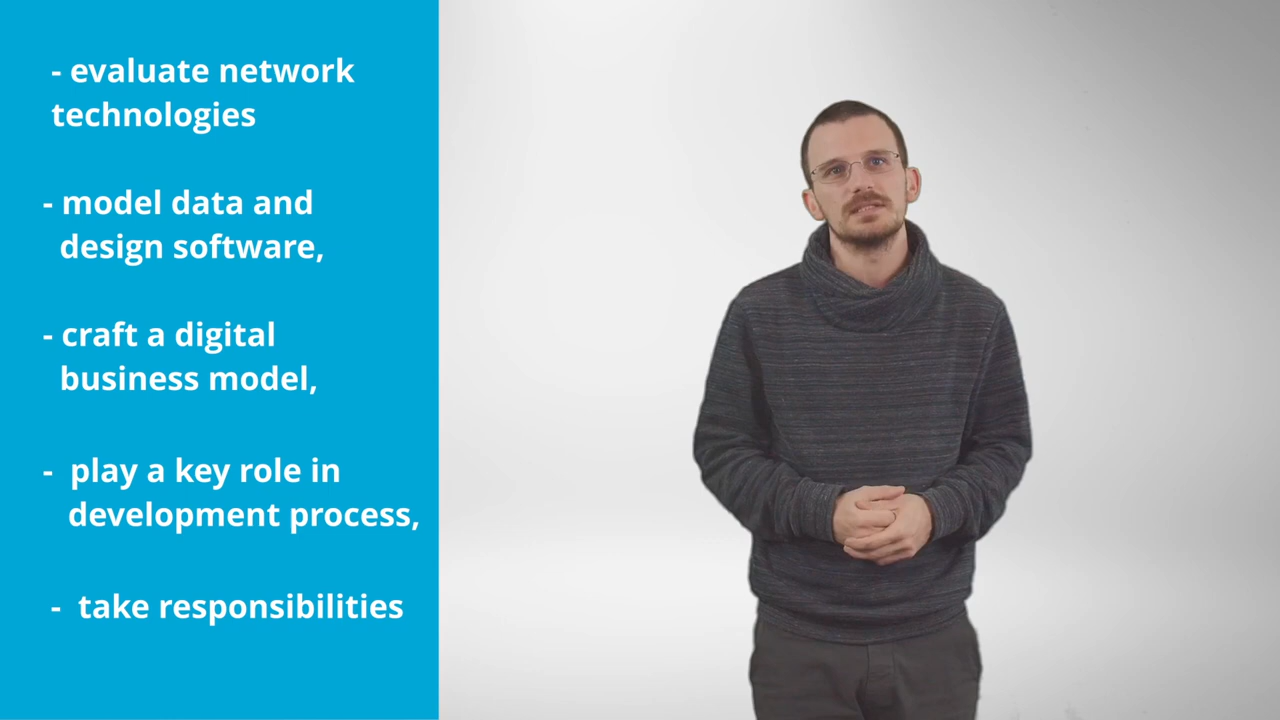 - evaluate network
technologies
- model data and
design software,
- craft a digital
business model,
- play a key role in
development process,
- take responsibilities